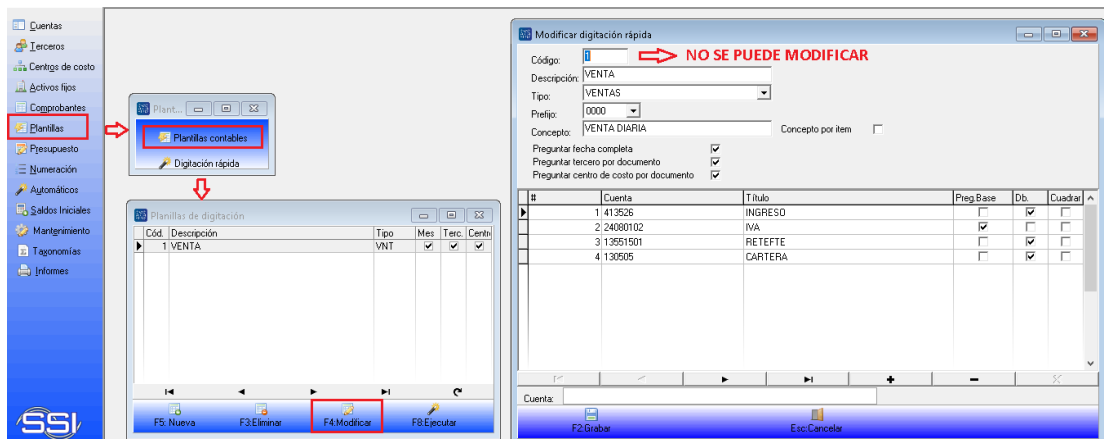 Cuentas
Terceros
Centros de costo
Activos fijos
Comprobantes
Plantillas
Presupuesto
Numeración
Automáticos
Saldos Iniciales
Mantenimiento
Taxonomías
Informes
SSI
Plant...
Plantillas contables
Digitación rápida
Planillas de digitación
Cód. Descripción Tipo Mes Terc. Centro
1 VENTA VNT
F5: Nueva F3:Eliminar F4:Modificar F8:Ejecutar
Modificar digitación rápida
Código: 1 NO SE PUEDE MODIFICAR
Descripción: VENTA
Tipo: VENTAS
Prefijo: 0000
Concepto: VENTA DIARIA Concepto por item
Preguntar fecha completa
Preguntar tercero por documento
Preguntar centro de costo por documento
# Cuenta Título Preg.Base Db. Cuadrar
1 413526 INGRESO
2 24080102 IVA
3 13551501 RETEFTE
4 130505 CARTERA
Cuenta:
F2:Grabar Esc:Cancelar